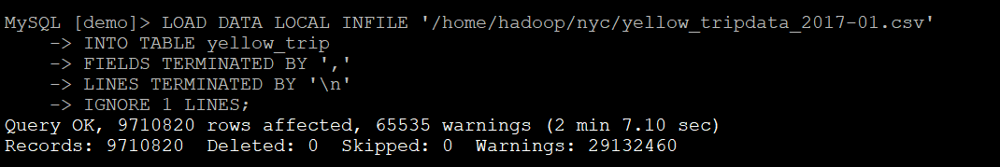 MySQL [demo]> LOAD DATA LOCAL INFILE '/home/hadoop/nyc/yellow_tripdata_2017-01.csv'
    -> INTO TABLE yellow_trip
    -> FIELDS TERMINATED BY ','
    -> LINES TERMINATED BY '\n'
    -> IGNORE 1 LINES;
Query OK, 9710820 rows affected, 65535 warnings (2 min 7.10 sec)
Records: 9710820  Deleted: 0  Skipped: 0  Warnings: 29132460